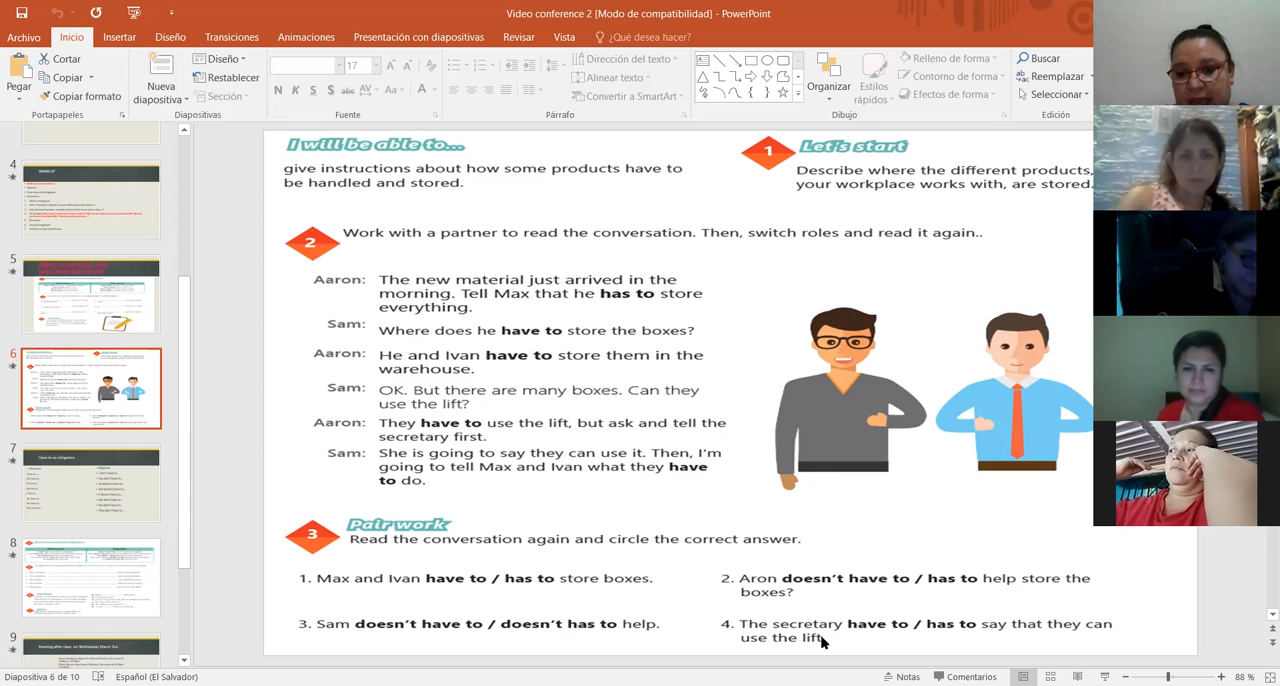 Video conference 2 [Modo de compatibilidad] - PowerPoint
Archivo Inicio Insertar Diseño Transiciones Animaciones Presentación con diapositivas Revisar Vista ¿Qué desea hacer?
Pegar
Cortar
Copiar
Copiar formato
Portapapeles
Nueva
diapositiva
Diseño
Restablecer
Sección
Diapositivas
17
N K S S abc AV Aa A
Fuente
Dirección del texto
Alinear texto
Convertir a SmartArt
Párrafo
Organizar
Estilos
rápidos
Relleno de forma
Contorno de forma
Efectos de forma
Dibujo
Buscar
Reemplazar
Seleccionar
Edición
4
5
6
7
8
9
I will be able to...
give instructions about how some products have to
be handled and stored.
1 Let's start
Describe where the different products,
your workplace works with, are stored.
2 Work with a partner to read the conversation. Then, switch roles and read it again..
Aaron: The new material just arrived in the
morning. Tell Max that he has to store
everything.
Sam: Where does he have to store the boxes?
Aaron: He and Ivan have to store them in the
warehouse.
Sam: OK. But there are many boxes. Can they
use the lift?
Aaron: They have to use the lift, but ask and tell the
secretary first.
Sam: She is going to say they can use it. Then, I'm
going to tell Max and Ivan what they have
to do.
3 Pair work
Read the conversation again and circle the correct answer.
1. Max and Ivan have to / has to store boxes.
2. Aron doesn't have to / has to help store the
boxes?
3. Sam doesn't have to / doesn't has to help.
4. The secretary have to / has to say that they can
use the lift.
Diapositiva 6 de 10 Español (El Salvador) Notas Comentarios 88 %